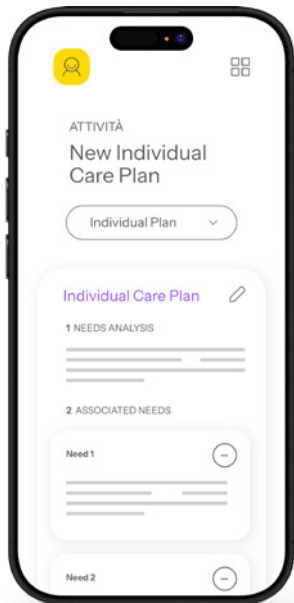 ATTIVITÀ
New Individual
Care Plan
Individual Plan
Individual Care Plan
1 NEEDS ANALYSIS
2 ASSOCIATED NEEDS
Need 1
Need 2